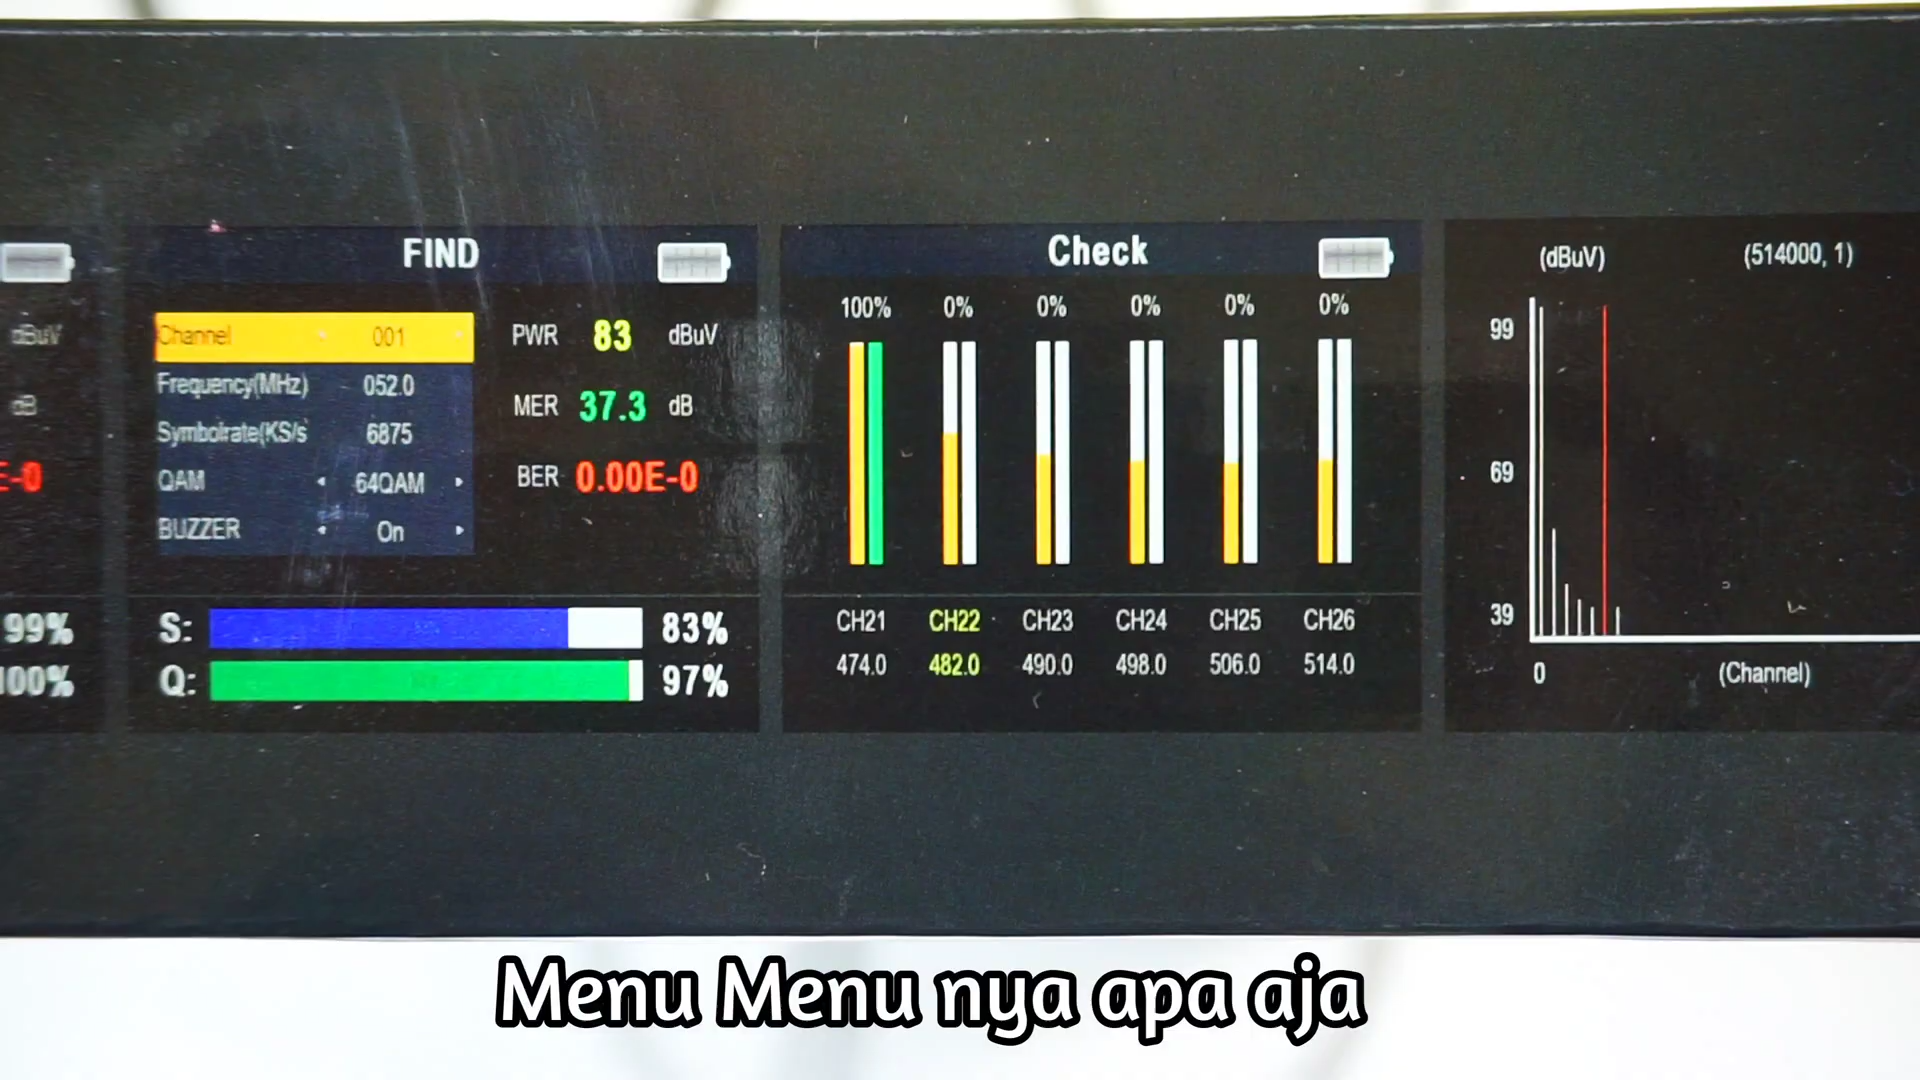 dBuV
dB
E-0
99%
100%
FIND
Channel 001
Frequency(MHz) 052.0
Symbolrate(KS/s 6875
QAM 64QAM
BUZZER On
PWR 83 dBuV
MER 37.3 dB
BER 0.00E-0
S: 83%
Q: 97%
Check
100% 0% 0% 0% 0% 0%
CH21 CH22 CH23 CH24 CH25 CH26
474.0 482.0 490.0 498.0 506.0 514.0
(dBuV) (514000, 1)
99
69
39
0 (Channel)
Menu Menu nya apa aja